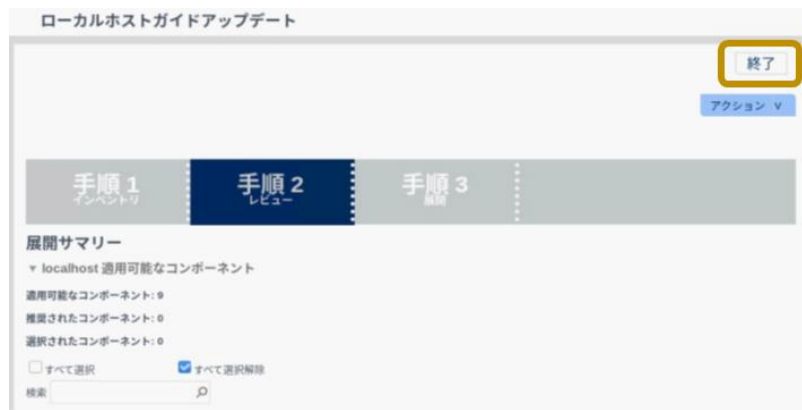 ローカルホストガイドアップデート
終了
アクション ∨
手順 1
インベントリ
手順 2
レビュー
手順 3
展開
展開サマリー
▼ localhost 適用可能なコンポーネント
適用可能なコンポーネント: 9
推奨されたコンポーネント: 0
選択されたコンポーネント: 0
すべて選択 すべて選択解除
検索